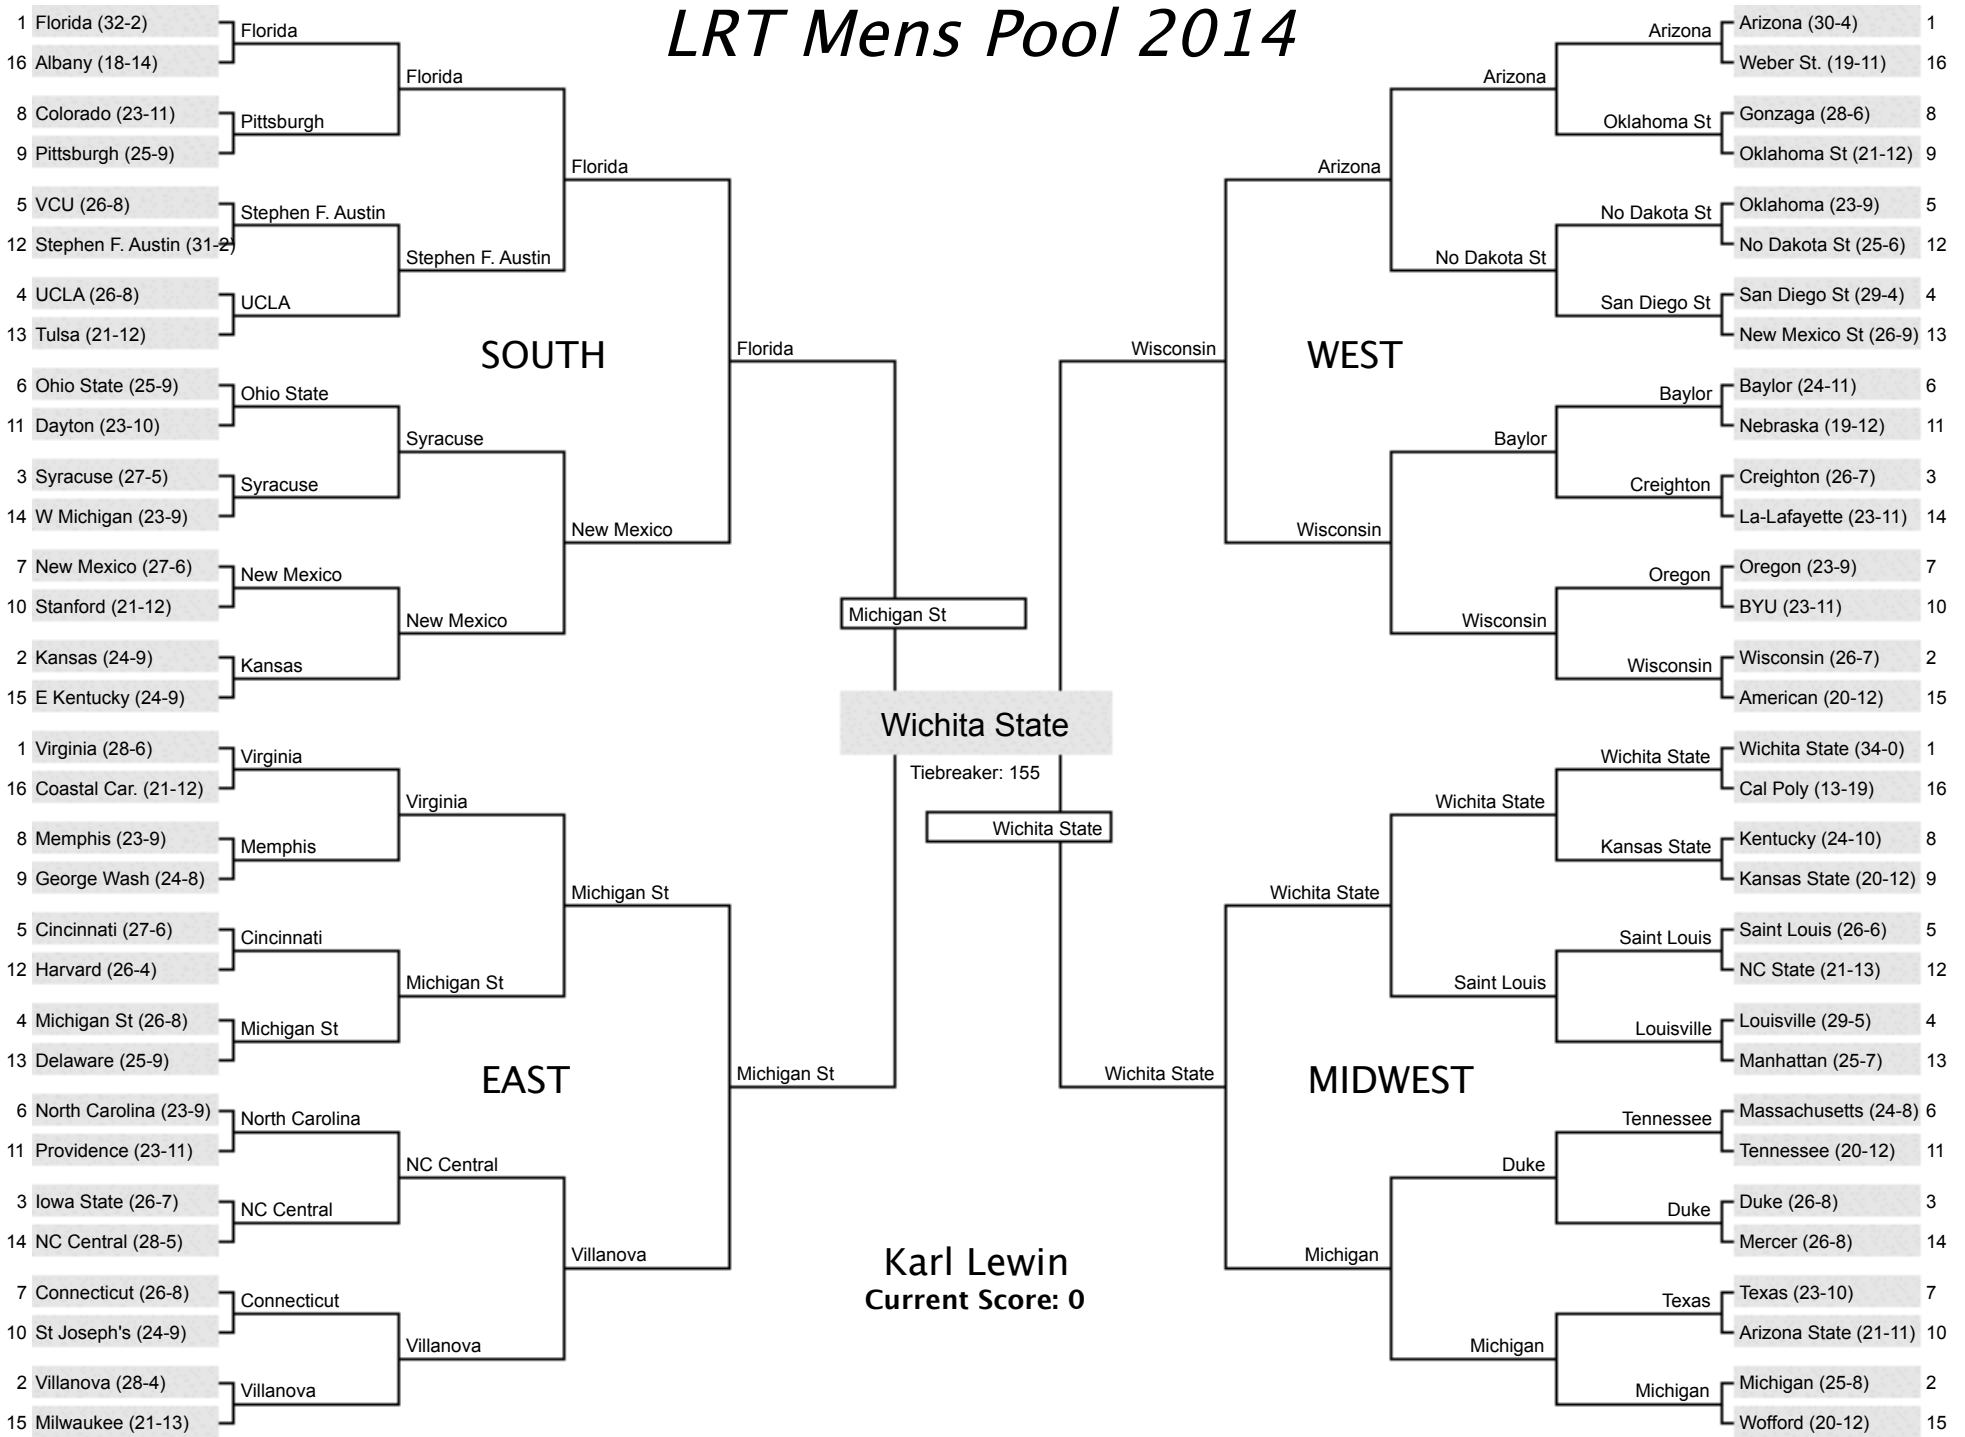 LRT Mens Pool 2014
1 Florida (32-2)
16 Albany (18-14)
8 Colorado (23-11)
9 Pittsburgh (25-9)
5 VCU (26-8)
12 Stephen F. Austin (31-2)
4 UCLA (26-8)
13 Tulsa (21-12)
6 Ohio State (25-9)
11 Dayton (23-10)
3 Syracuse (27-5)
14 W Michigan (23-9)
7 New Mexico (27-6)
10 Stanford (21-12)
2 Kansas (24-9)
15 E Kentucky (24-9)
Florida
Pittsburgh
Stephen F. Austin
UCLA
Ohio State
Syracuse
New Mexico
Kansas
Florida
Stephen F. Austin
Syracuse
New Mexico
Florida
New Mexico
Florida
SOUTH
1 Virginia (28-6)
16 Coastal Car. (21-12)
8 Memphis (23-9)
9 George Wash (24-8)
5 Cincinnati (27-6)
12 Harvard (26-4)
4 Michigan St (26-8)
13 Delaware (25-9)
6 North Carolina (23-9)
11 Providence (23-11)
3 Iowa State (26-7)
14 NC Central (28-5)
7 Connecticut (26-8)
10 St Joseph's (24-9)
2 Villanova (28-4)
15 Milwaukee (21-13)
Virginia
Memphis
Cincinnati
Michigan St
North Carolina
NC Central
Connecticut
Villanova
Virginia
Michigan St
NC Central
Villanova
Michigan St
Villanova
Michigan St
EAST
Michigan St
Wichita State
Tiebreaker: 155
Wichita State
Karl Lewin
Current Score: 0
Arizona (30-4) 1
Weber St. (19-11) 16
Gonzaga (28-6) 8
Oklahoma St (21-12) 9
Oklahoma (23-9) 5
No Dakota St (25-6) 12
San Diego St (29-4) 4
New Mexico St (26-9) 13
Baylor (24-11) 6
Nebraska (19-12) 11
Creighton (26-7) 3
La-Lafayette (23-11) 14
Oregon (23-9) 7
BYU (23-11) 10
Wisconsin (26-7) 2
American (20-12) 15
Arizona
Oklahoma St
No Dakota St
San Diego St
Baylor
Creighton
Oregon
Wisconsin
Arizona
No Dakota St
Baylor
Wisconsin
Arizona
Wisconsin
Wisconsin
WEST
Wichita State (34-0) 1
Cal Poly (13-19) 16
Kentucky (24-10) 8
Kansas State (20-12) 9
Saint Louis (26-6) 5
NC State (21-13) 12
Louisville (29-5) 4
Manhattan (25-7) 13
Massachusetts (24-8) 6
Tennessee (20-12) 11
Duke (26-8) 3
Mercer (26-8) 14
Texas (23-10) 7
Arizona State (21-11) 10
Michigan (25-8) 2
Wofford (20-12) 15
Wichita State
Kansas State
Saint Louis
Louisville
Tennessee
Duke
Texas
Michigan
Wichita State
Saint Louis
Duke
Michigan
Wichita State
Michigan
Wichita State
MIDWEST